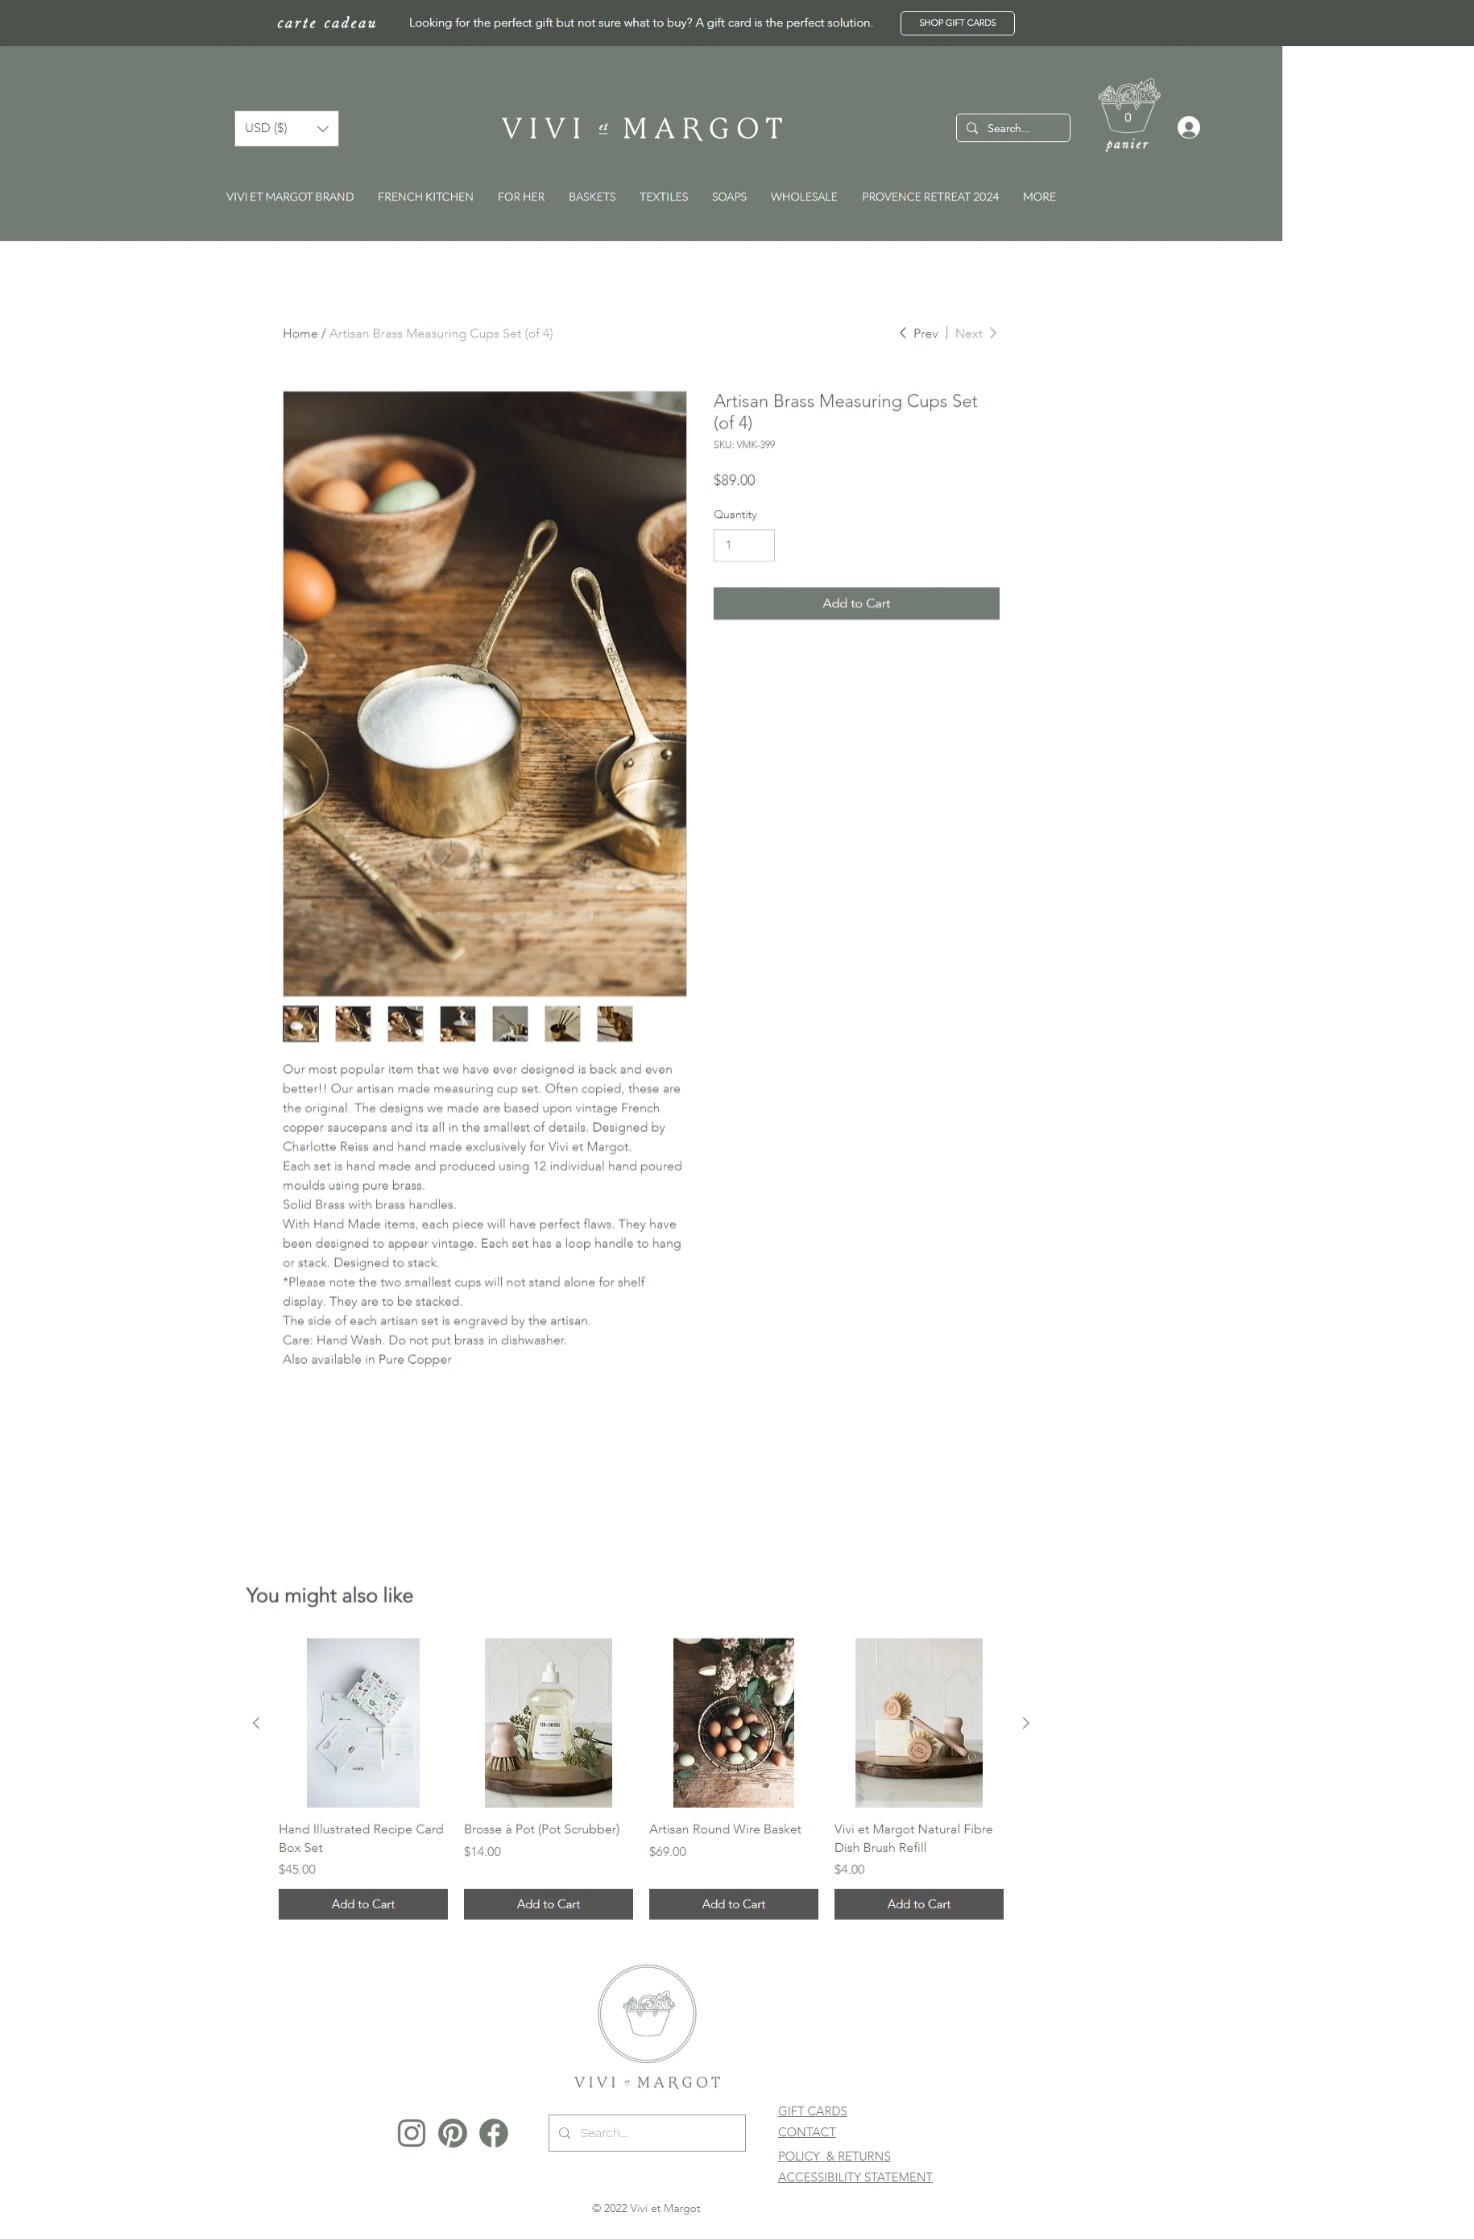 carte cadeau
Looking for the perfect gift but not sure what to buy? A gift card is the perfect solution.
SHOP GIFT CARDS
USD ($)
VIVI et MARGOT
Search...
0
panier
VIVI ET MARGOT BRAND FRENCH KITCHEN FOR HER BASKETS TEXTILES SOAPS WHOLESALE PROVENCE RETREAT 2024 MORE
Home / Artisan Brass Measuring Cups Set (of 4)
Prev | Next
Artisan Brass Measuring Cups Set
(of 4)
SKU: VMK-399
$89.00
Quantity
1
Add to Cart
Our most popular item that we have ever designed is back and even
better!! Our artisan made measuring cup set. Often copied, these are
the original. The designs we made are based upon vintage French
copper saucepans and its all in the smallest of details. Designed by
Charlotte Reiss and hand made exclusively for Vivi et Margot.
Each set is hand made and produced using 12 individual hand poured
moulds using pure brass.
Solid Brass with brass handles.
With Hand Made items, each piece will have perfect flaws. They have
been designed to appear vintage. Each set has a loop handle to hang
or stack. Designed to stack.
*Please note the two smallest cups will not stand alone for shelf
display. They are to be stacked.
The side of each artisan set is engraved by the artisan.
Care: Hand Wash. Do not put brass in dishwasher.
Also available in Pure Copper
You might also like
Hand Illustrated Recipe Card
Box Set
$45.00
Add to Cart
Brosse à Pot (Pot Scrubber)
$14.00
Add to Cart
Artisan Round Wire Basket
$69.00
Add to Cart
Vivi et Margot Natural Fibre
Dish Brush Refill
$4.00
Add to Cart
VIVI et MARGOT
Search...
GIFT CARDS
CONTACT
POLICY & RETURNS
ACCESSIBILITY STATEMENT
© 2022 Vivi et Margot